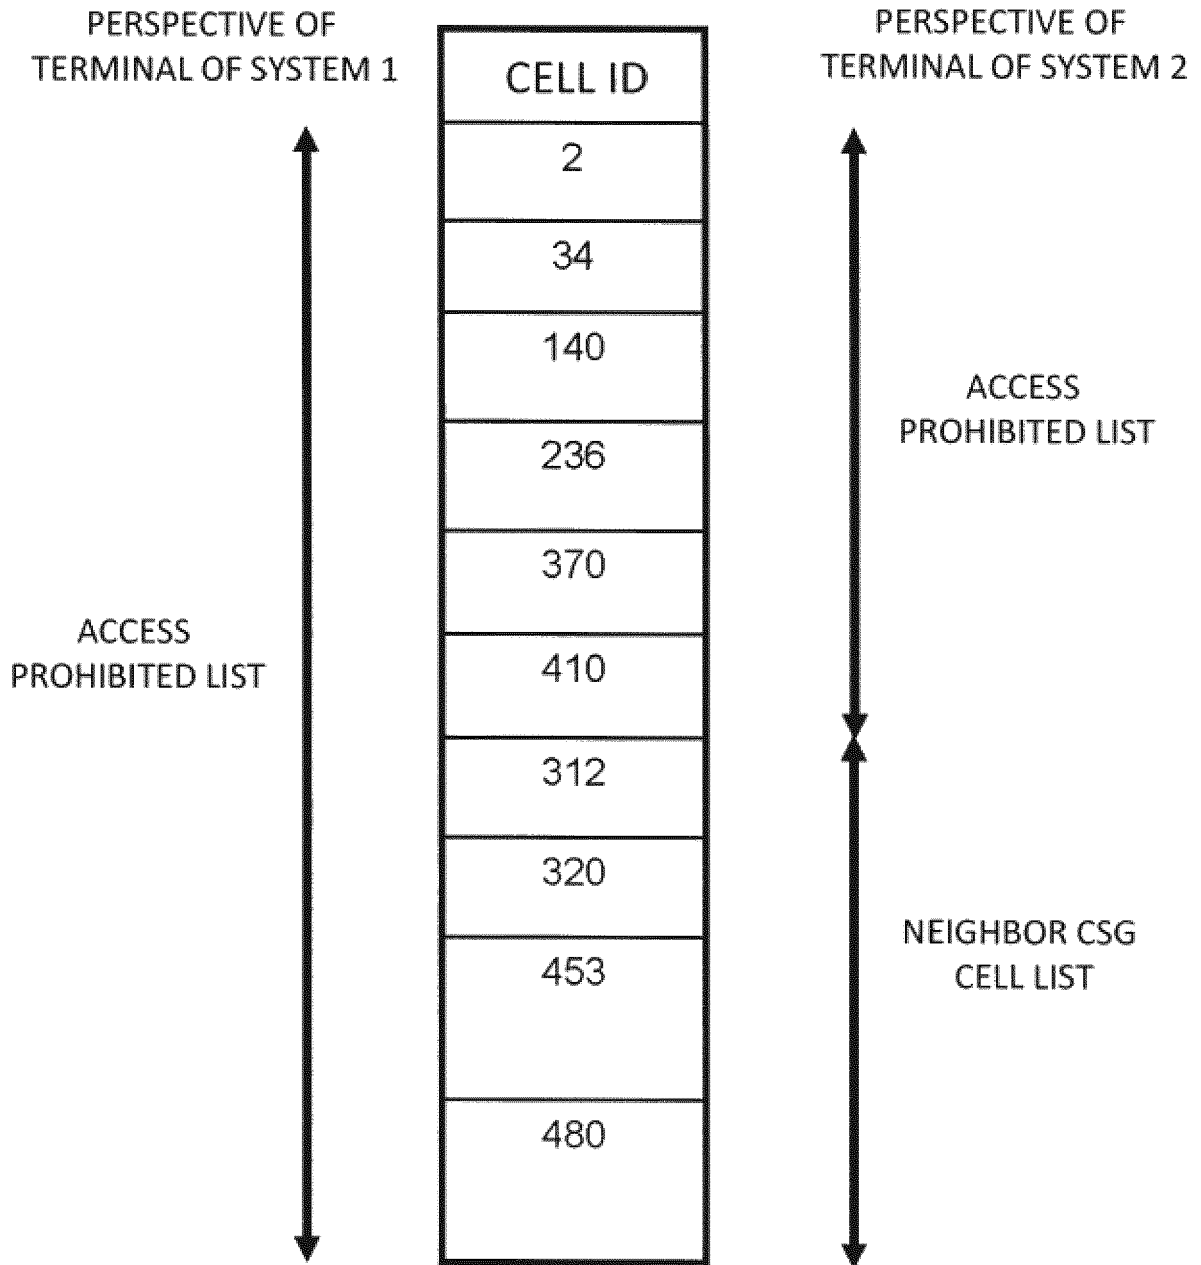 PERSPECTIVE OF
TERMINAL OF SYSTEM 1
PERSPECTIVE OF
TERMINAL OF SYSTEM 2
CELL ID
2
34
140
236
370
410
312
320
453
480
ACCESS
PROHIBITED LIST
ACCESS
PROHIBITED LIST
NEIGHBOR CSG
CELL LIST